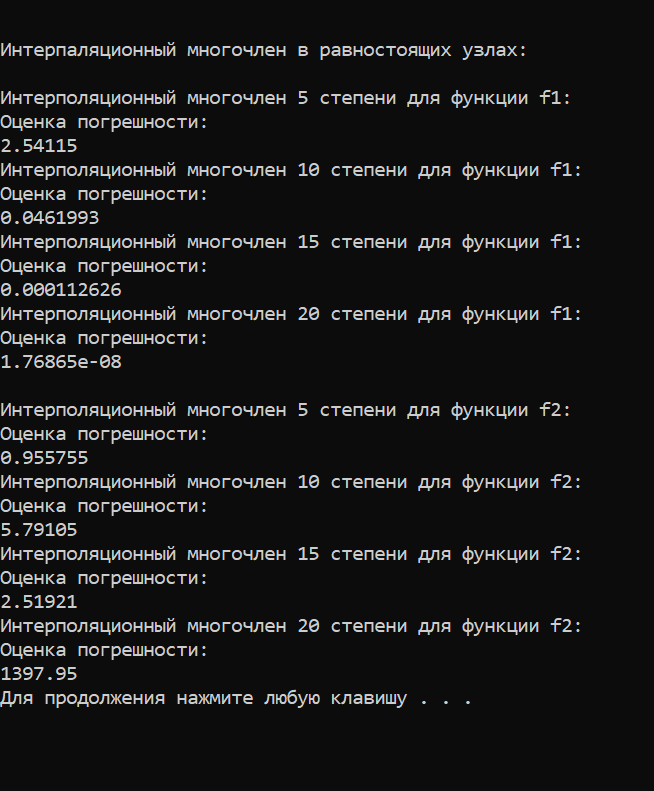 Интерпаляционный многочлен в равностоящих узлах:
Интерполяционный многочлен 5 степени для функции f1:
Оценка погрешности:
2.54115
Интерполяционный многочлен 10 степени для функции f1:
Оценка погрешности:
0.0461993
Интерполяционный многочлен 15 степени для функции f1:
Оценка погрешности:
0.000112626
Интерполяционный многочлен 20 степени для функции f1:
Оценка погрешности:
1.76865e-08
Интерполяционный многочлен 5 степени для функции f2:
Оценка погрешности:
0.955755
Интерполяционный многочлен 10 степени для функции f2:
Оценка погрешности:
5.79105
Интерполяционный многочлен 15 степени для функции f2:
Оценка погрешности:
2.51921
Интерполяционный многочлен 20 степени для функции f2:
Оценка погрешности:
1397.95
Для продолжения нажмите любую клавишу . . .